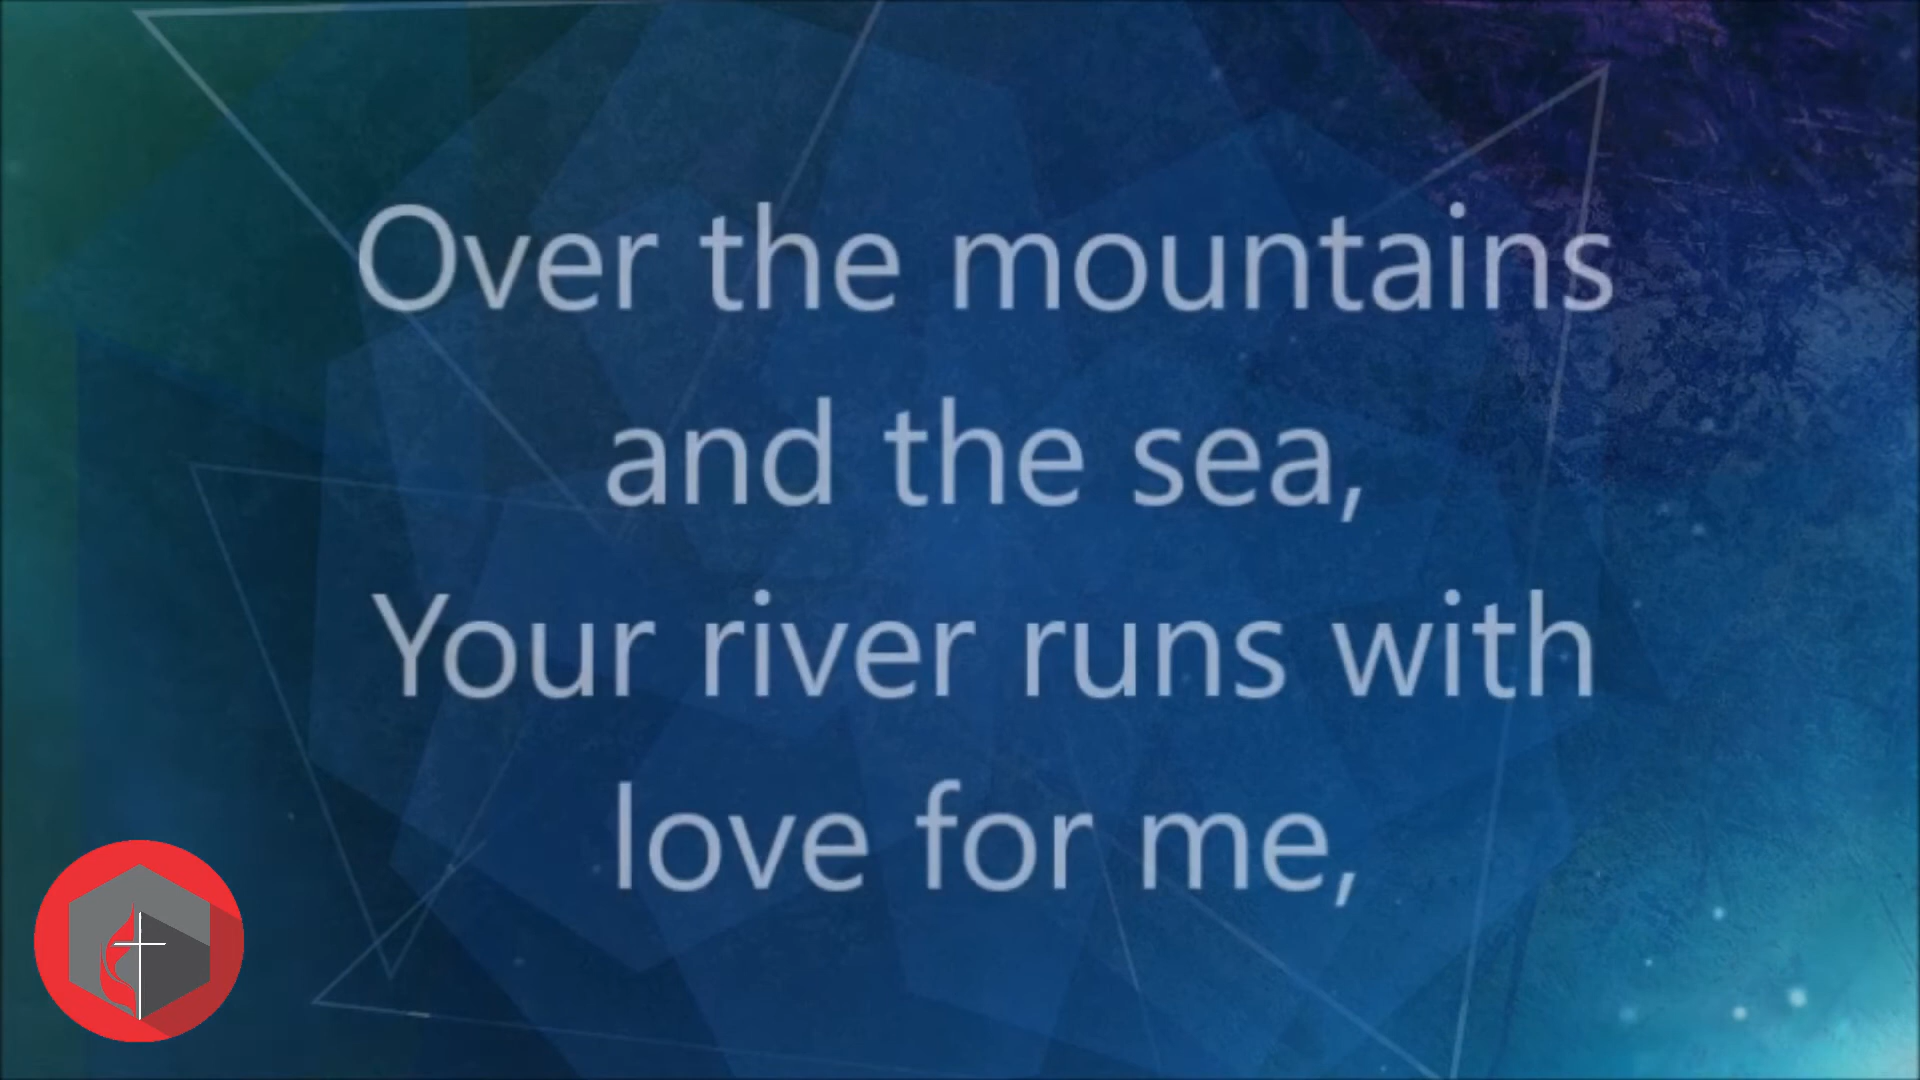 Over the mountains
and the sea,
Your river runs with
love for me,